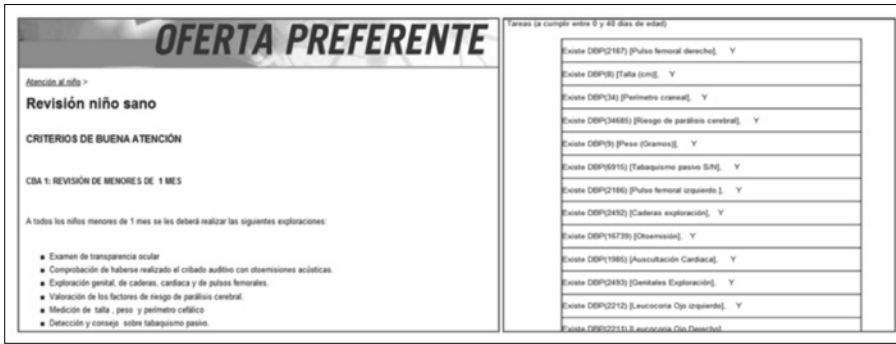 OFERTA PREFERENTE
Atención al niño >
Revisión niño sano
CRITERIOS DE BUENA ATENCIÓN
CBA 1: REVISIÓN DE MENORES DE 1 MES
A todos los niños menores de 1 mes se les deberá realizar las siguientes exploraciones:
Examen de transparencia ocular
Comprobación de haberse realizado el cribado auditivo con otoemisiones acústicas.
Exploración genital, de caderas, cardiaca y de pulsos femorales.
Valoración de los factores de riesgo de parálisis cerebral.
Medición de talla , peso y perímetro cefálico
Detección y consejo sobre tabaquismo pasivo.
Tareas (a cumplir entre 0 y 40 días de edad)
Existe DBP(2187) [Pulso femoral derecho], Y
Existe DBP(8) [Talla (cm)], Y
Existe DBP(34) [Perímetro craneal], Y
Existe DBP(34685) [Riesgo de parálisis cerebral], Y
Existe DBP(9) [Peso (Gramos)], Y
Existe DBP(6915) [Tabaquismo pasivo S/N], Y
Existe DBP(2186) [Pulso femoral izquierdo ], Y
Existe DBP(2492) [Caderas exploración], Y
Existe DBP(16739) [Otoemisión], Y
Existe DBP(1985) [Auscultación Cardiaca], Y
Existe DBP(2493) [Genitales Exploración], Y
Existe DBP(2212) [Leucocoria Ojo izquierdo], Y
Existe DBP(2211) [Leucocoria Ojo Derecho]